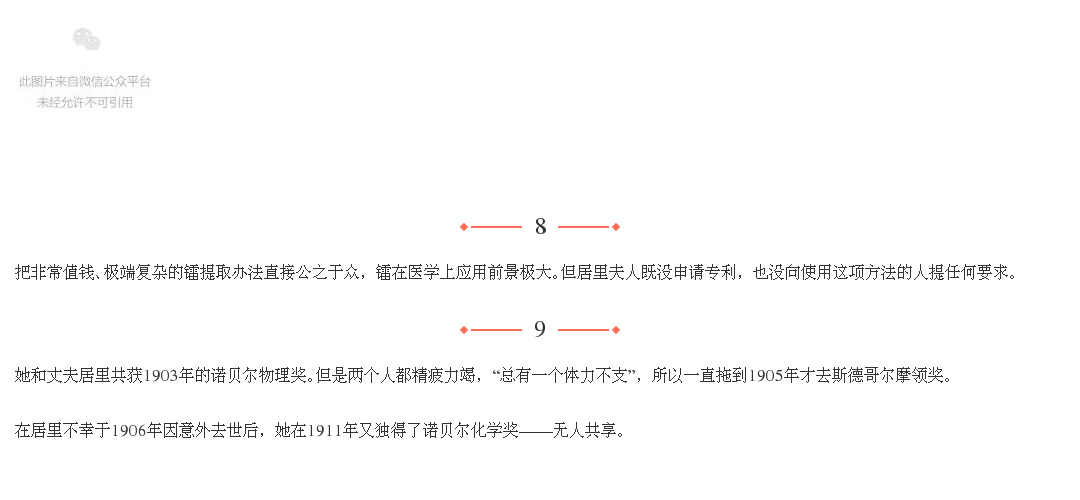 此图片来自微信公众平台
未经允许不可引用
8
把非常值钱、极端复杂的镭提取办法直接公之于众，镭在医学上应用前景极大。但居里夫人既没申请专利，也没向使用这项方法的人提任何要求。
9
她和丈夫居里共获1903年的诺贝尔物理奖。但是两个人都精疲力竭，“总有一个体力不支”，所以一直拖到1905年才去斯德哥尔摩领奖。
在居里不幸于1906年因意外去世后，她在1911年又独得了诺贝尔化学奖——无人共享。